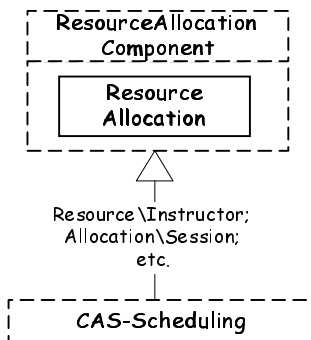 ResourceAllocation
Component
Resource
Allocation
Resource\Instructor;
Allocation\Session;
etc.
CAS-Scheduling